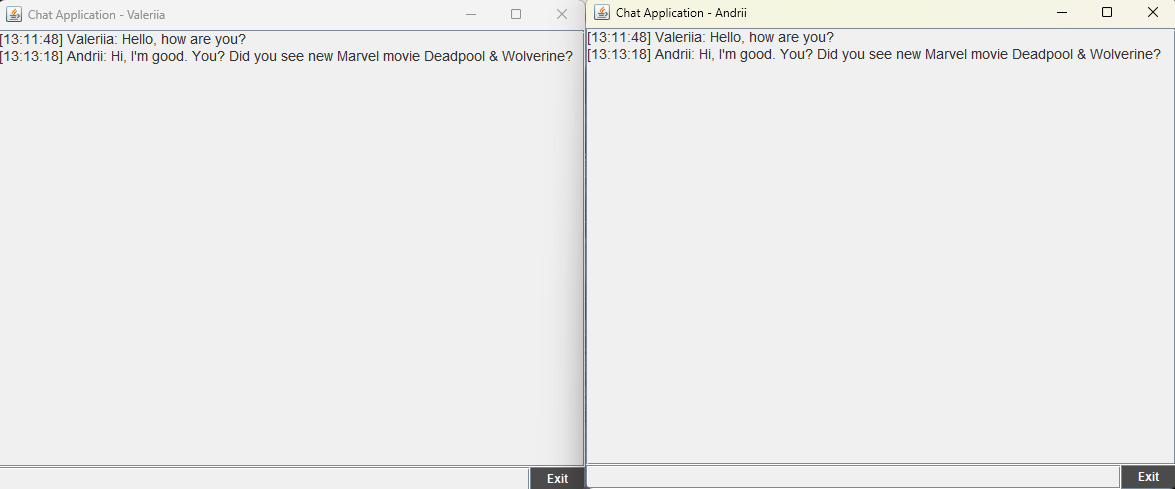 Chat Application - Valeriia
[13:11:48] Valeriia: Hello, how are you?
[13:13:18] Andrii: Hi, I'm good. You? Did you see new Marvel movie Deadpool & Wolverine?
Exit
Chat Application - Andrii
[13:11:48] Valeriia: Hello, how are you?
[13:13:18] Andrii: Hi, I'm good. You? Did you see new Marvel movie Deadpool & Wolverine?
Exit